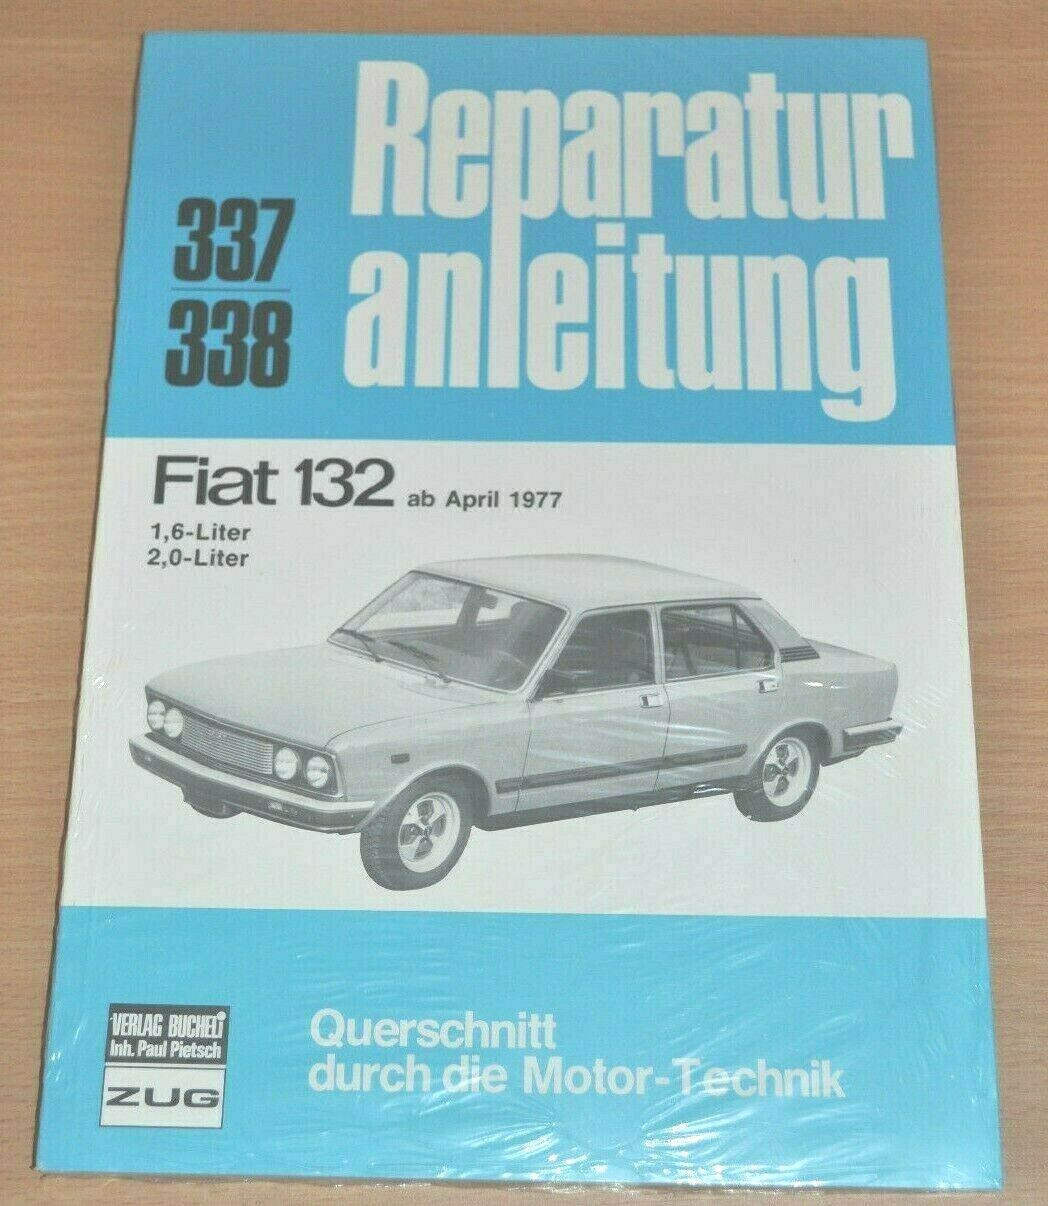 Reparatur
anleitung
337
338
Fiat 132 ab April 1977
1,6-Liter
2,0-Liter
Querschnitt
durch die Motor-Technik
VERLAG BUCHELI
Inh. Paul Pietsch
ZUG